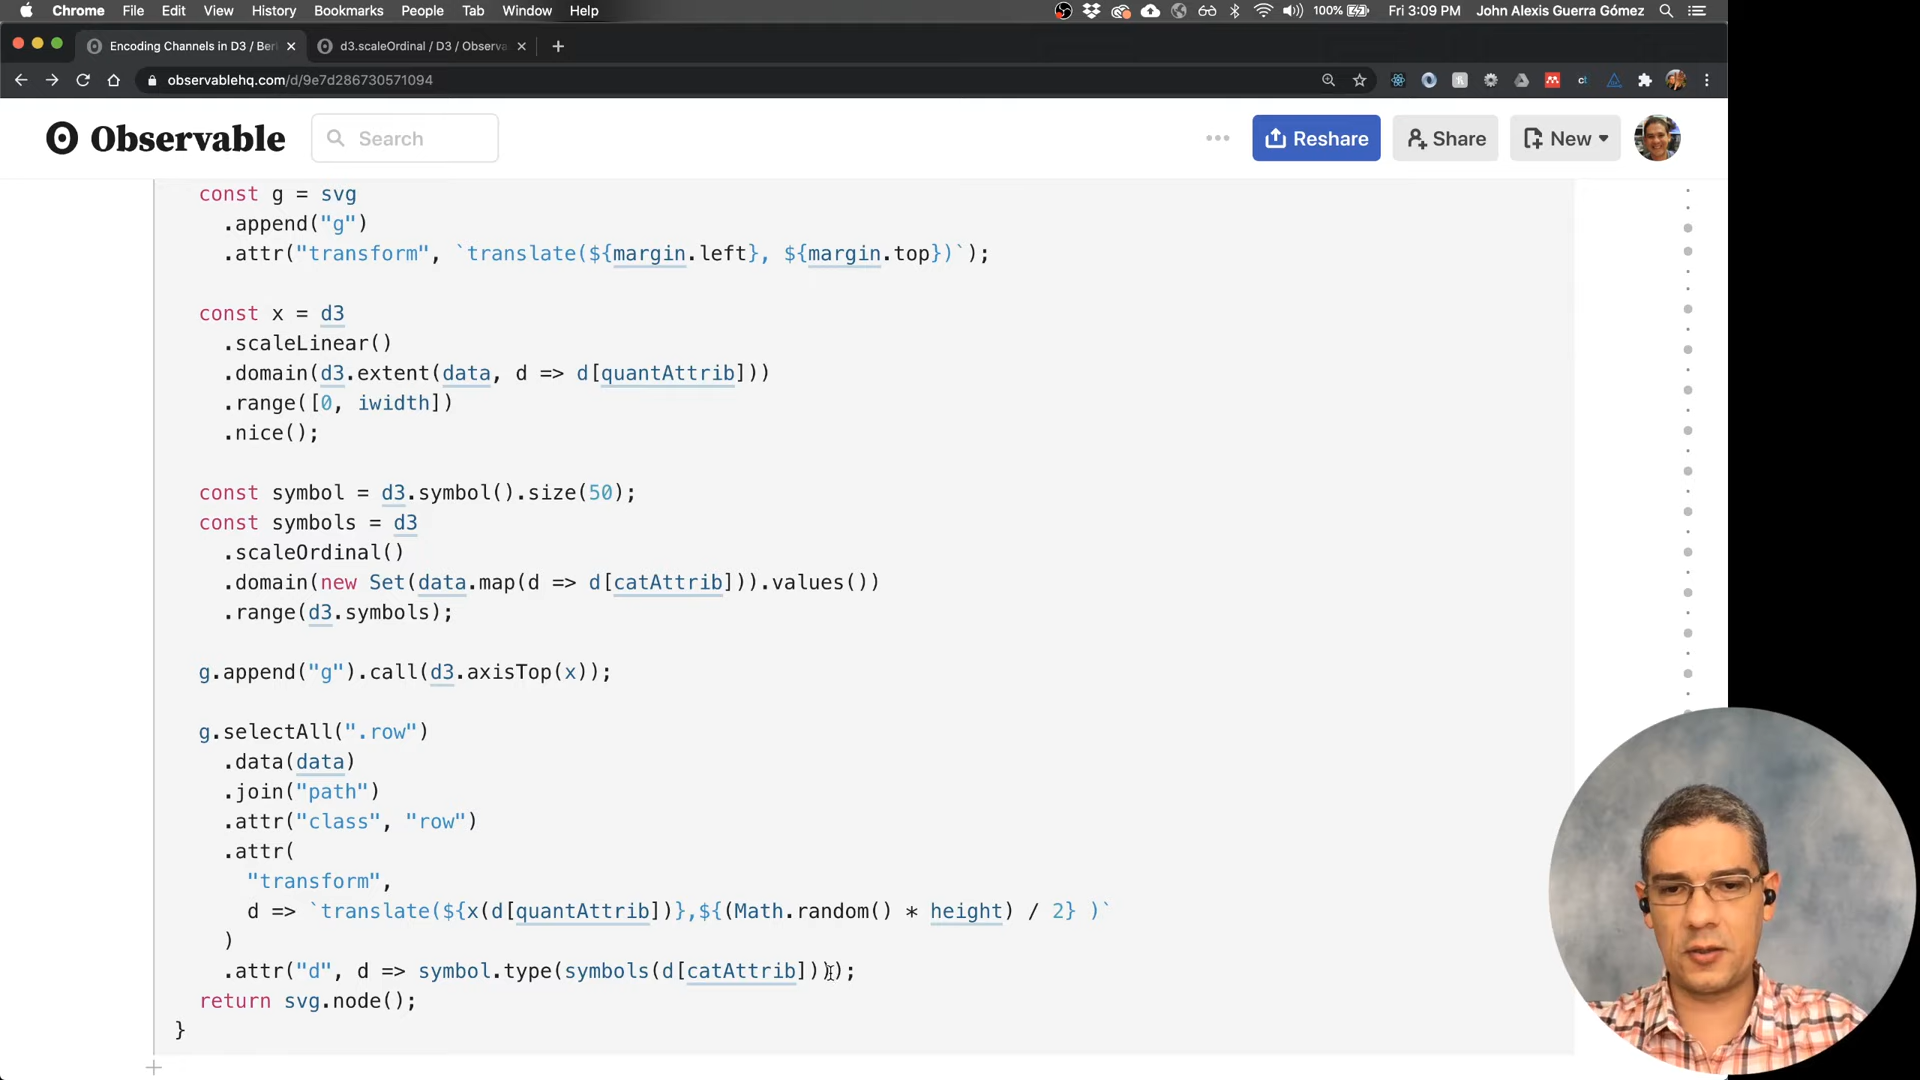 Chrome File Edit View History Bookmarks People Tab Window Help 100% Fri 3:09 PM John Alexis Guerra Gómez
Encoding Channels in D3 / Ber
d3.scaleOrdinal / D3 / Observa
observablehq.com/d/9e7d286730571094
Observable Search Reshare Share New
const g = svg
.append("g")
.attr("transform", `translate(${margin.left}, ${margin.top})`);
const x = d3
.scaleLinear()
.domain(d3.extent(data, d => d[quantAttrib]))
.range([0, iwidth])
.nice();
const symbol = d3.symbol().size(50);
const symbols = d3
.scaleOrdinal()
.domain(new Set(data.map(d => d[catAttrib])).values())
.range(d3.symbols);
g.append("g").call(d3.axisTop(x));
g.selectAll(".row")
.data(data)
.join("path")
.attr("class", "row")
.attr(
"transform",
d => `translate(${x(d[quantAttrib])},${(Math.random() * height) / 2} )`
)
.attr("d", d => symbol.type(symbols(d[catAttrib])));
return svg.node();
}